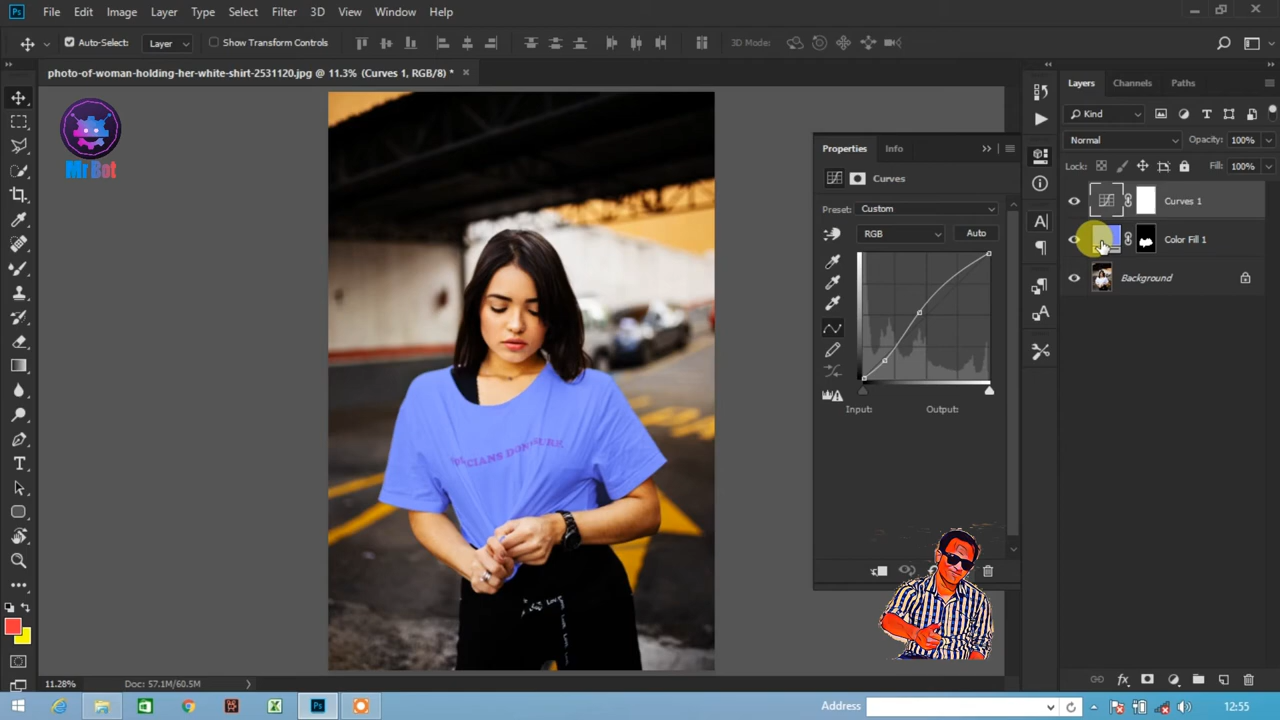 Ps File Edit Image Layer Type Select Filter 3D View Window Help
Auto-Select: Layer Show Transform Controls 3D Mode:
photo-of-woman-holding-her-white-shirt-2531120.jpg @ 11.3% (Curves 1, RGB/8) *
Mr Bot
Layers Channels Paths
Kind
Normal Opacity: 100%
Lock: Fill: 100%
Curves 1
Color Fill 1
Background
Properties Info
Curves
Preset: Custom
RGB Auto
Input: Output:
11.28% Doc: 57.1M/60.5M
Address
12:55